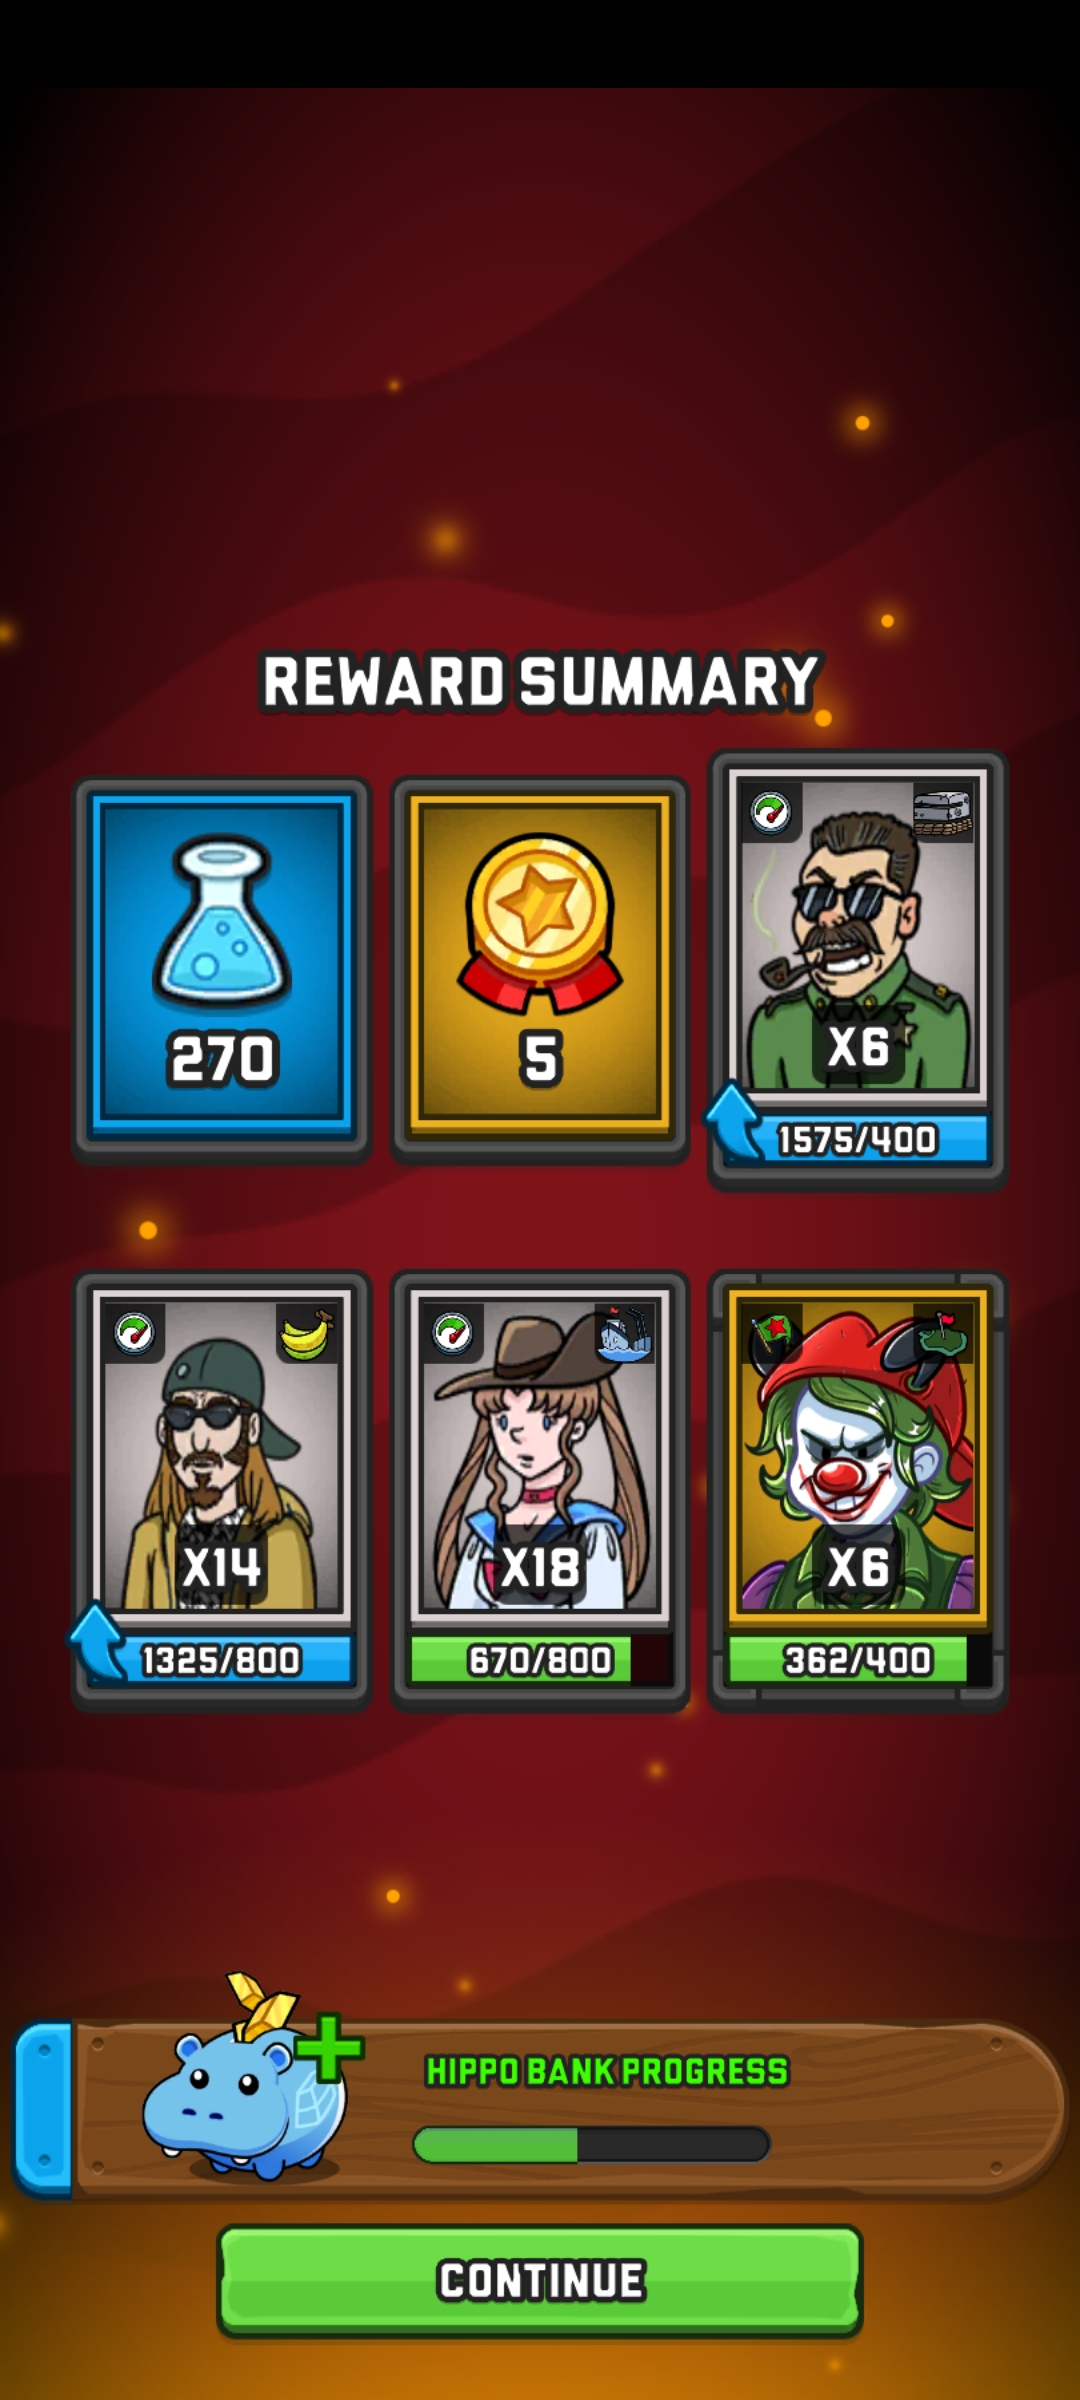 REWARD SUMMARY
270
5
X6
1575/400
X14
1325/800
X18
670/800
X6
362/400
HIPPO BANK PROGRESS
CONTINUE